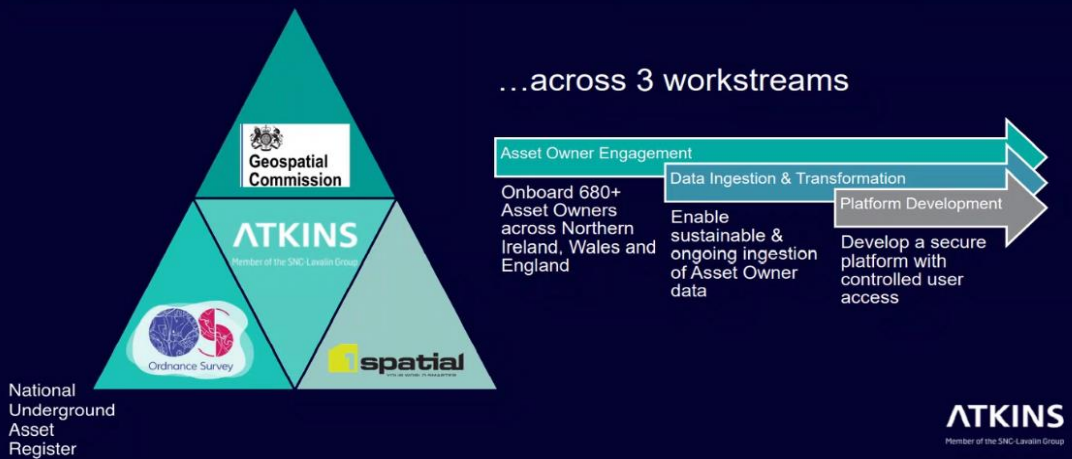 Geospatial
Commission
ATKINS
Member of the SNC-Lavalin Group
OS
Ordnance Survey
1spatial
National
Underground
Asset
Register
…across 3 workstreams
Asset Owner Engagement
Onboard 680+
Asset Owners
across Northern
Ireland, Wales and
England
Data Ingestion & Transformation
Enable
sustainable &
ongoing ingestion
of Asset Owner
data
Platform Development
Develop a secure
platform with
controlled user
access
ATKINS
Member of the SNC-Lavalin Group